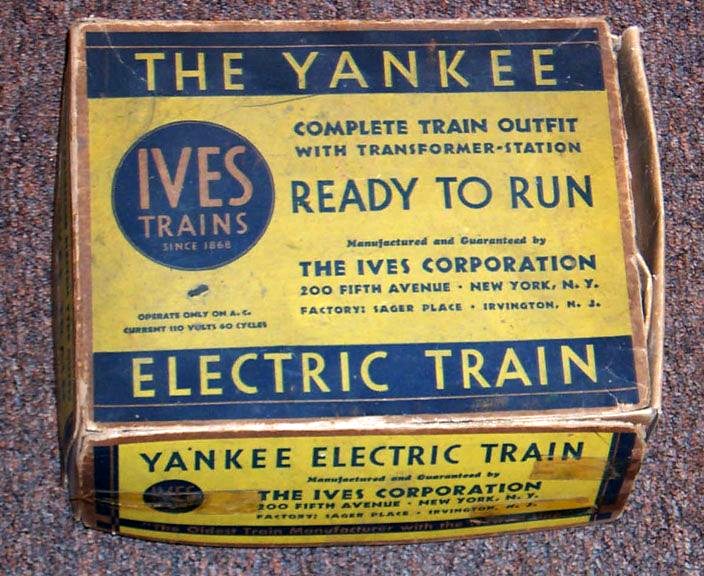 THE YANKEE
IVES
TRAINS
SINCE 1868
COMPLETE TRAIN OUTFIT
WITH TRANSFORMER-STATION
READY TO RUN
Manufactured and Guaranteed by
THE IVES CORPORATION
200 FIFTH AVENUE · NEW YORK, N. Y.
FACTORY: SAGER PLACE · IRVINGTON, N. J.
OPERATE ONLY ON A. C.
CURRENT 110 VOLTS 60 CYCLES
ELECTRIC TRAIN
YANKEE ELECTRIC TRAIN
Manufactured and Guaranteed by
IVES
THE IVES CORPORATION
200 FIFTH AVENUE · NEW YORK, N. Y.
FACTORY: SAGER PLACE · IRVINGTON, N. J.
"The Oldest Train Manufacturer with the